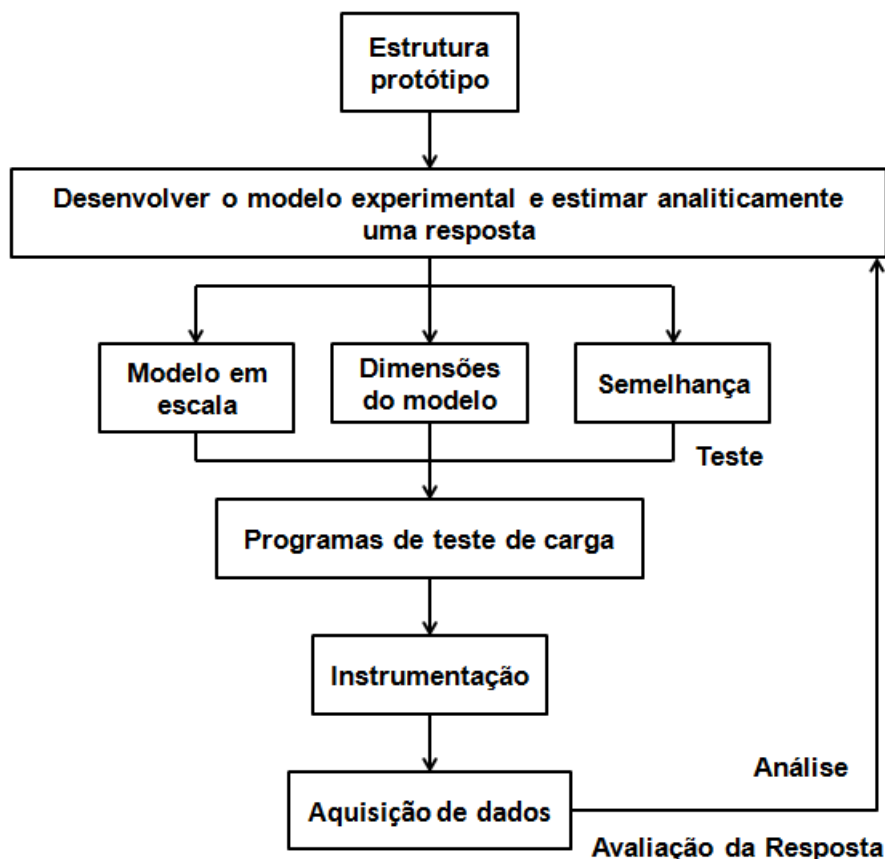 Estrutura
protótipo
Desenvolver o modelo experimental e estimar analiticamente
uma resposta
Modelo em
escala
Dimensões
do modelo
Semelhança
Teste
Programas de teste de carga
Instrumentação
Análise
Aquisição de dados
Avaliação da Resposta